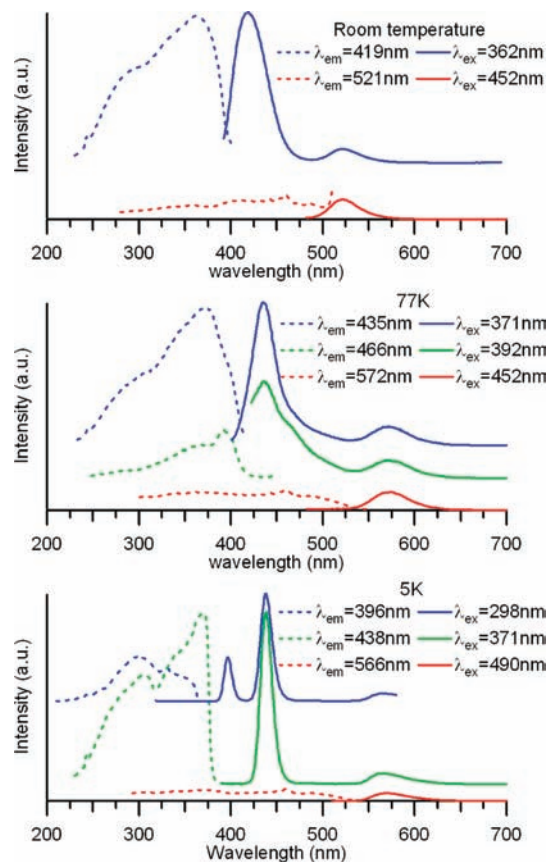 Room temperature
λem=419nm λex=362nm
λem=521nm λex=452nm
Intensity (a.u.)
200 300 400 500 600 700
wavelength (nm)
77K
λem=435nm λex=371nm
λem=466nm λex=392nm
λem=572nm λex=452nm
Intensity (a.u.)
200 300 400 500 600 700
wavelength (nm)
5K
λem=396nm λex=298nm
λem=438nm λex=371nm
λem=566nm λex=490nm
Intensity (a.u.)
200 300 400 500 600 700
Wavelength (nm)